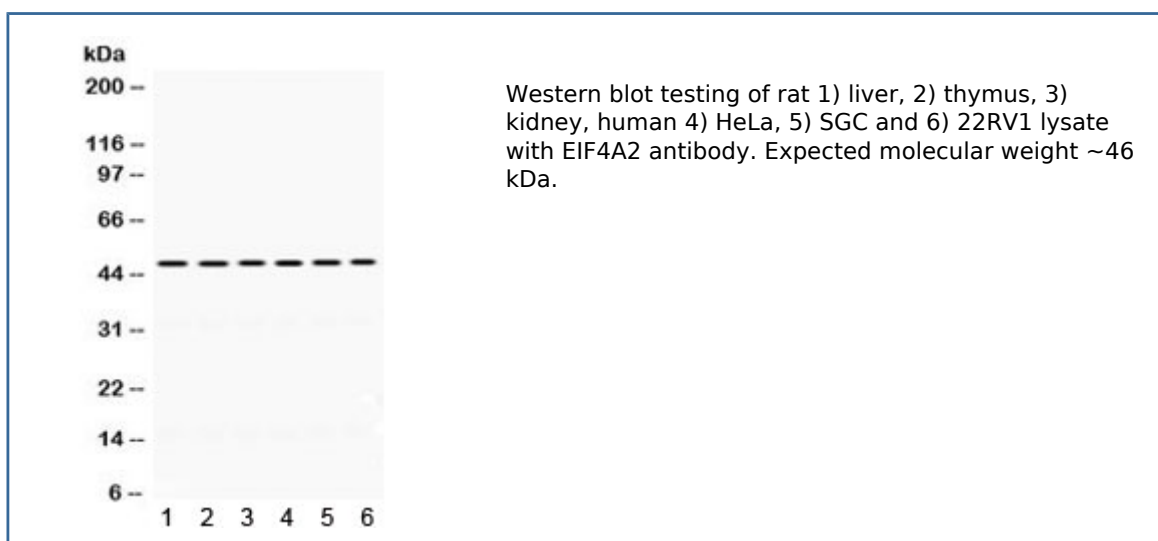 kDa
200 --
116 --
97 --
66 --
44 --
31 --
22 --
14 --
6 --
1 2 3 4 5 6
Western blot testing of rat 1) liver, 2) thymus, 3)
kidney, human 4) HeLa, 5) SGC and 6) 22RV1 lysate
with EIF4A2 antibody. Expected molecular weight ~46
kDa.